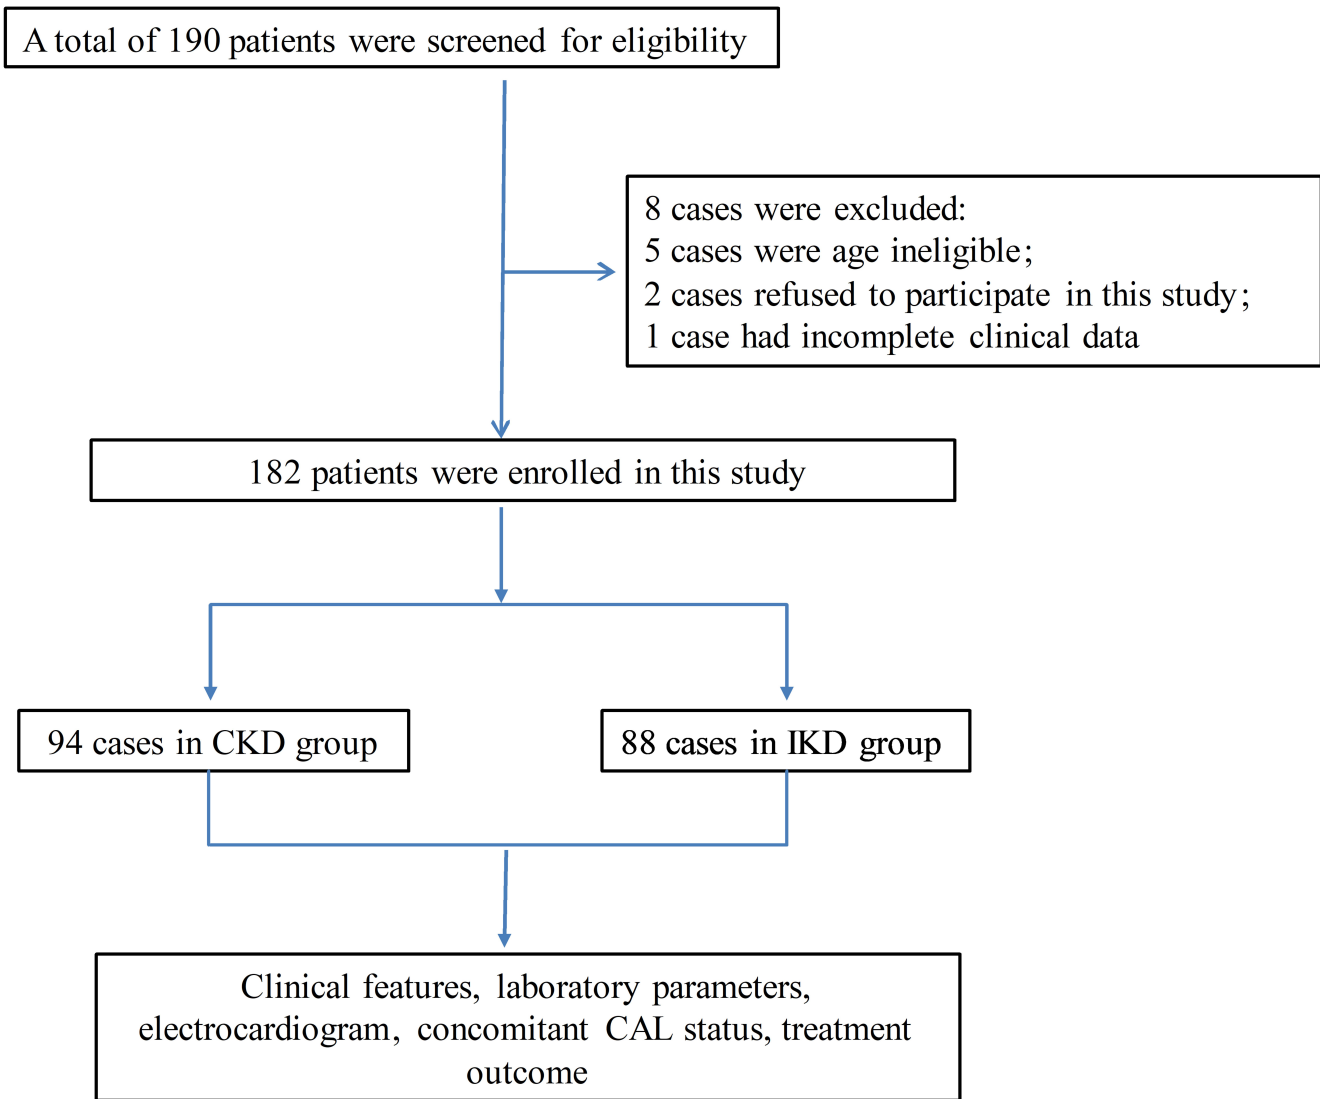 A total of 190 patients were screened for eligibility
8 cases were excluded:
5 cases were age ineligible;
2 cases refused to participate in this study;
1 case had incomplete clinical data
182 patients were enrolled in this study
94 cases in CKD group
88 cases in IKD group
Clinical features, laboratory parameters,
electrocardiogram, concomitant CAL status, treatment
outcome